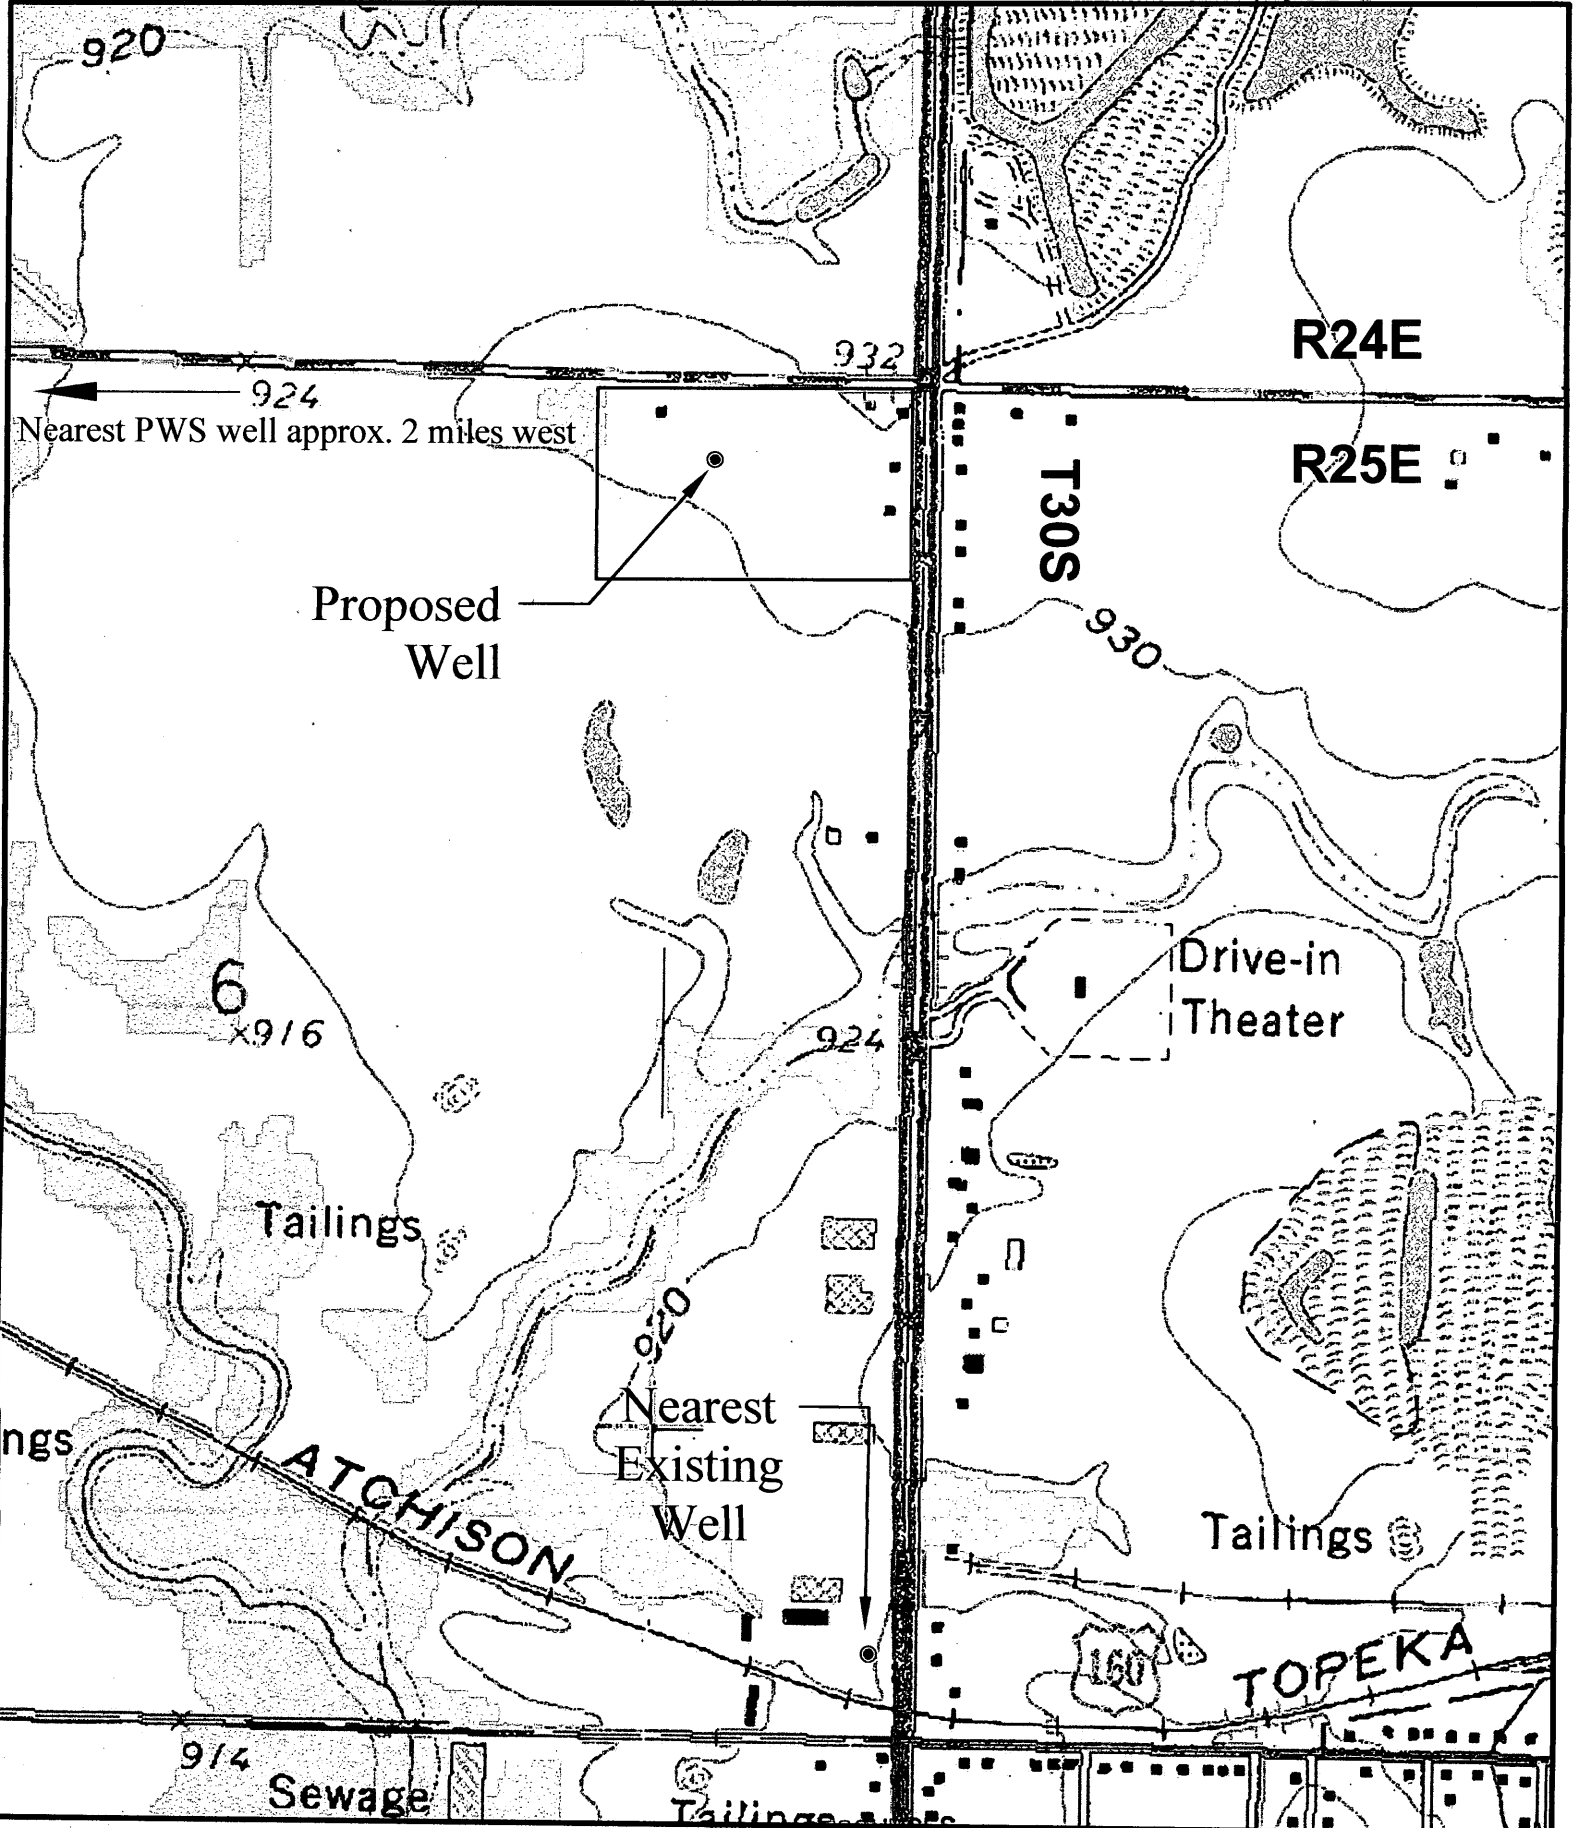 920
932
R24E
924
Nearest PWS well approx. 2 miles west
R25E
T30S
Proposed
Well
930
Drive-in
Theater
6
×916
924
Tailings
920
Nearest
Existing
Well
ngs
ATCHISON
Tailings
160
TOPEKA
914
Sewage
Tailings